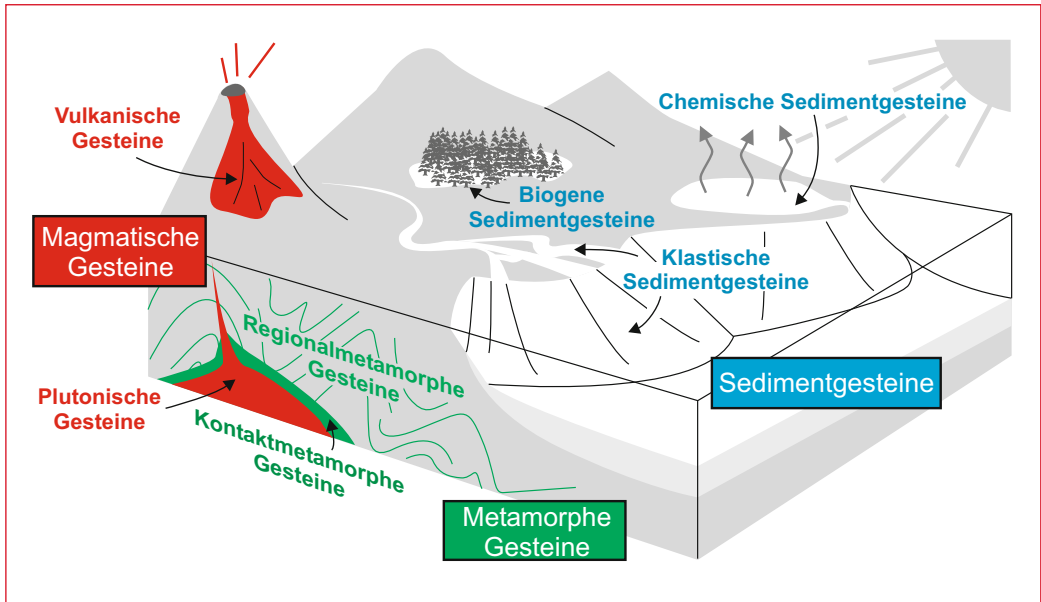 Vulkanische
Gesteine
Chemische Sedimentgesteine
Biogene
Sedimentgesteine
Magmatische
Gesteine
Klastische
Sedimentgesteine
Regionalmetamorphe
Gesteine
Sedimentgesteine
Plutonische
Gesteine
Kontaktmetamorphe
Gesteine
Metamorphe
Gesteine